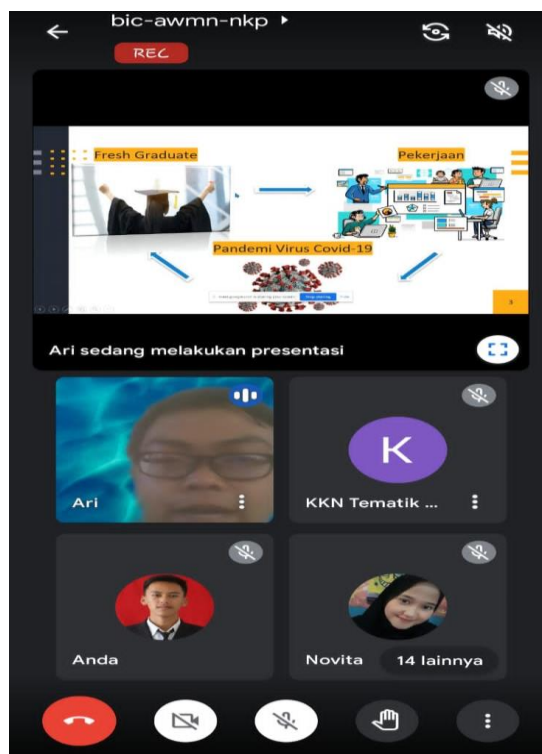 bic-awmn-nkp
REC
Fresh Graduate
Pekerjaan
Pandemi Virus Covid-19
3
Ari sedang melakukan presentasi
Ari
K
KKN Tematik ...
Anda
Novita
14 lainnya